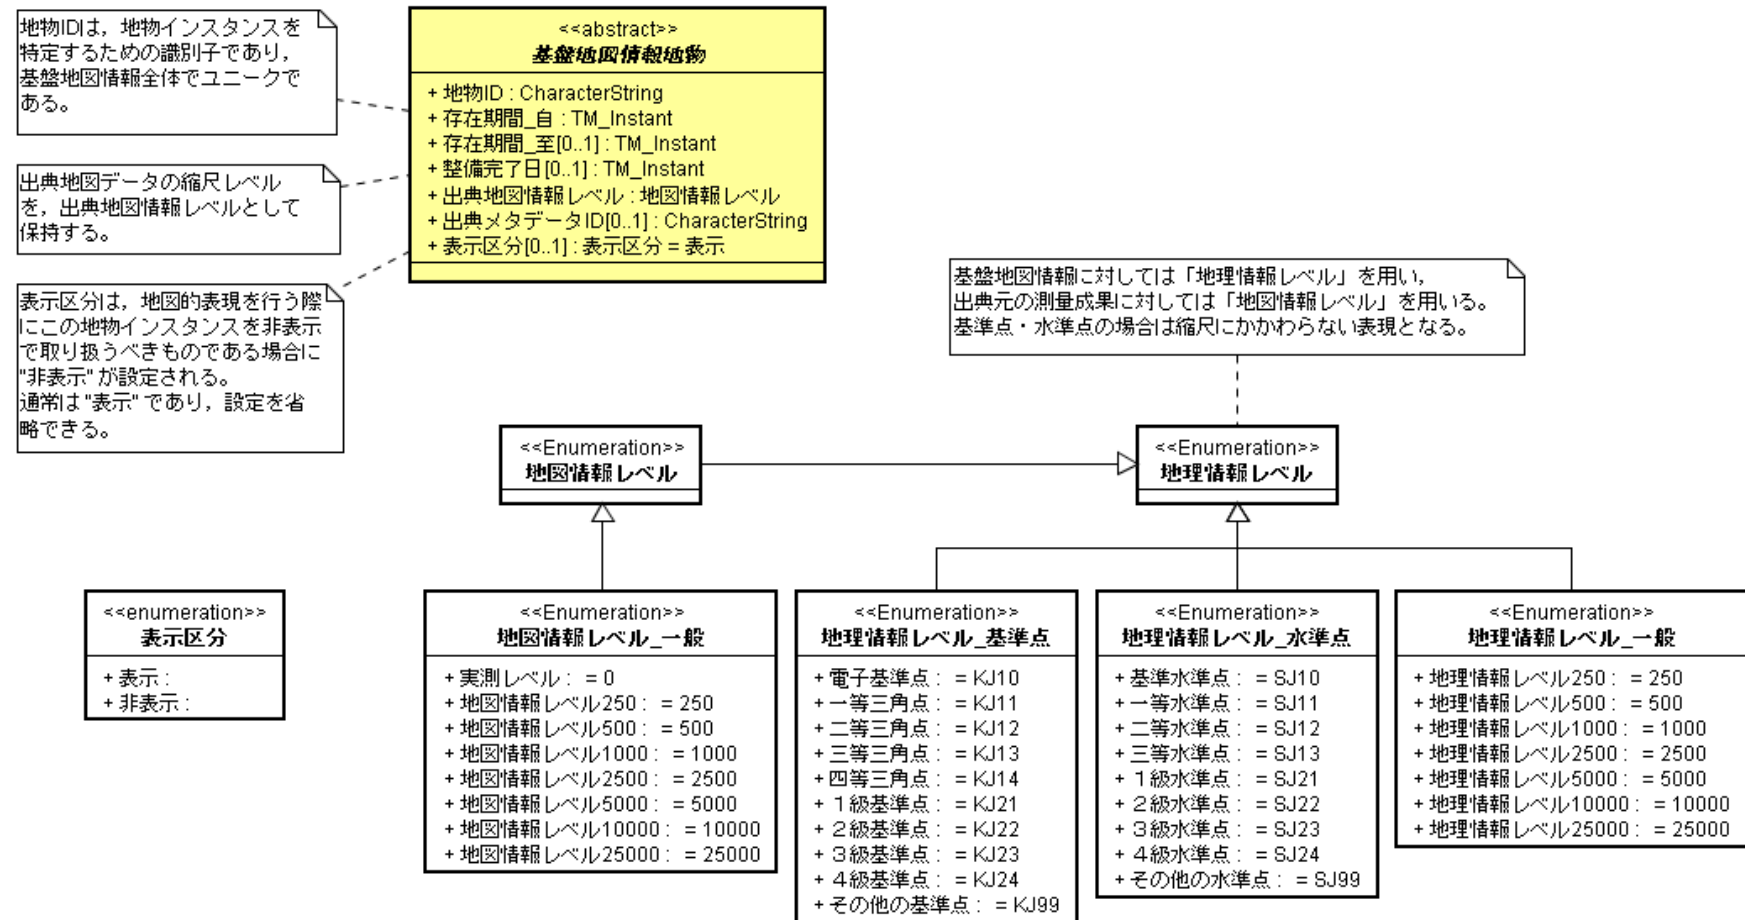 地物IDは，地物インスタンスを
特定するための識別子であり，
基盤地図情報全体でユニークで
ある。
出典地図データの縮尺レベル
を，出典地図情報レベルとして
保持する。
表示区分は，地図的表現を行う際
にこの地物インスタンスを非表示
で取り扱うべきものである場合に
"非表示" が設定される。
通常は "表示" であり，設定を省
略できる。
<<abstract>>
基盤地図情報地物
+ 地物ID : CharacterString
+ 存在期間_自 : TM_Instant
+ 存在期間_至[0..1] : TM_Instant
+ 整備完了日[0..1] : TM_Instant
+ 出典地図情報レベル : 地図情報レベル
+ 出典メタデータID[0..1] : CharacterString
+ 表示区分[0..1] : 表示区分 = 表示
基盤地図情報に対しては「地理情報レベル」を用い，
出典元の測量成果に対しては「地図情報レベル」を用いる。
基準点・水準点の場合は縮尺にかかわらない表現となる。
<<Enumeration>>
地図情報レベル
<<Enumeration>>
地理情報レベル
<<enumeration>>
表示区分
+ 表示 :
+ 非表示 :
<<Enumeration>>
地図情報レベル_一般
+ 実測レベル : = 0
+ 地図情報レベル250 : = 250
+ 地図情報レベル500 : = 500
+ 地図情報レベル1000 : = 1000
+ 地図情報レベル2500 : = 2500
+ 地図情報レベル5000 : = 5000
+ 地図情報レベル10000 : = 10000
+ 地図情報レベル25000 : = 25000
<<Enumeration>>
地理情報レベル_基準点
+ 電子基準点 : = KJ10
+ 一等三角点 : = KJ11
+ 二等三角点 : = KJ12
+ 三等三角点 : = KJ13
+ 四等三角点 : = KJ14
+ １級基準点 : = KJ21
+ ２級基準点 : = KJ22
+ ３級基準点 : = KJ23
+ ４級基準点 : = KJ24
+ その他の基準点 : = KJ99
<<Enumeration>>
地理情報レベル_水準点
+ 基準水準点 : = SJ10
+ 一等水準点 : = SJ11
+ 二等水準点 : = SJ12
+ 三等水準点 : = SJ13
+ １級水準点 : = SJ21
+ ２級水準点 : = SJ22
+ ３級水準点 : = SJ23
+ ４級水準点 : = SJ24
+ その他の水準点 : = SJ99
<<Enumeration>>
地理情報レベル_一般
+ 地理情報レベル250 : = 250
+ 地理情報レベル500 : = 500
+ 地理情報レベル1000 : = 1000
+ 地理情報レベル2500 : = 2500
+ 地理情報レベル5000 : = 5000
+ 地理情報レベル10000 : = 10000
+ 地理情報レベル25000 : = 25000